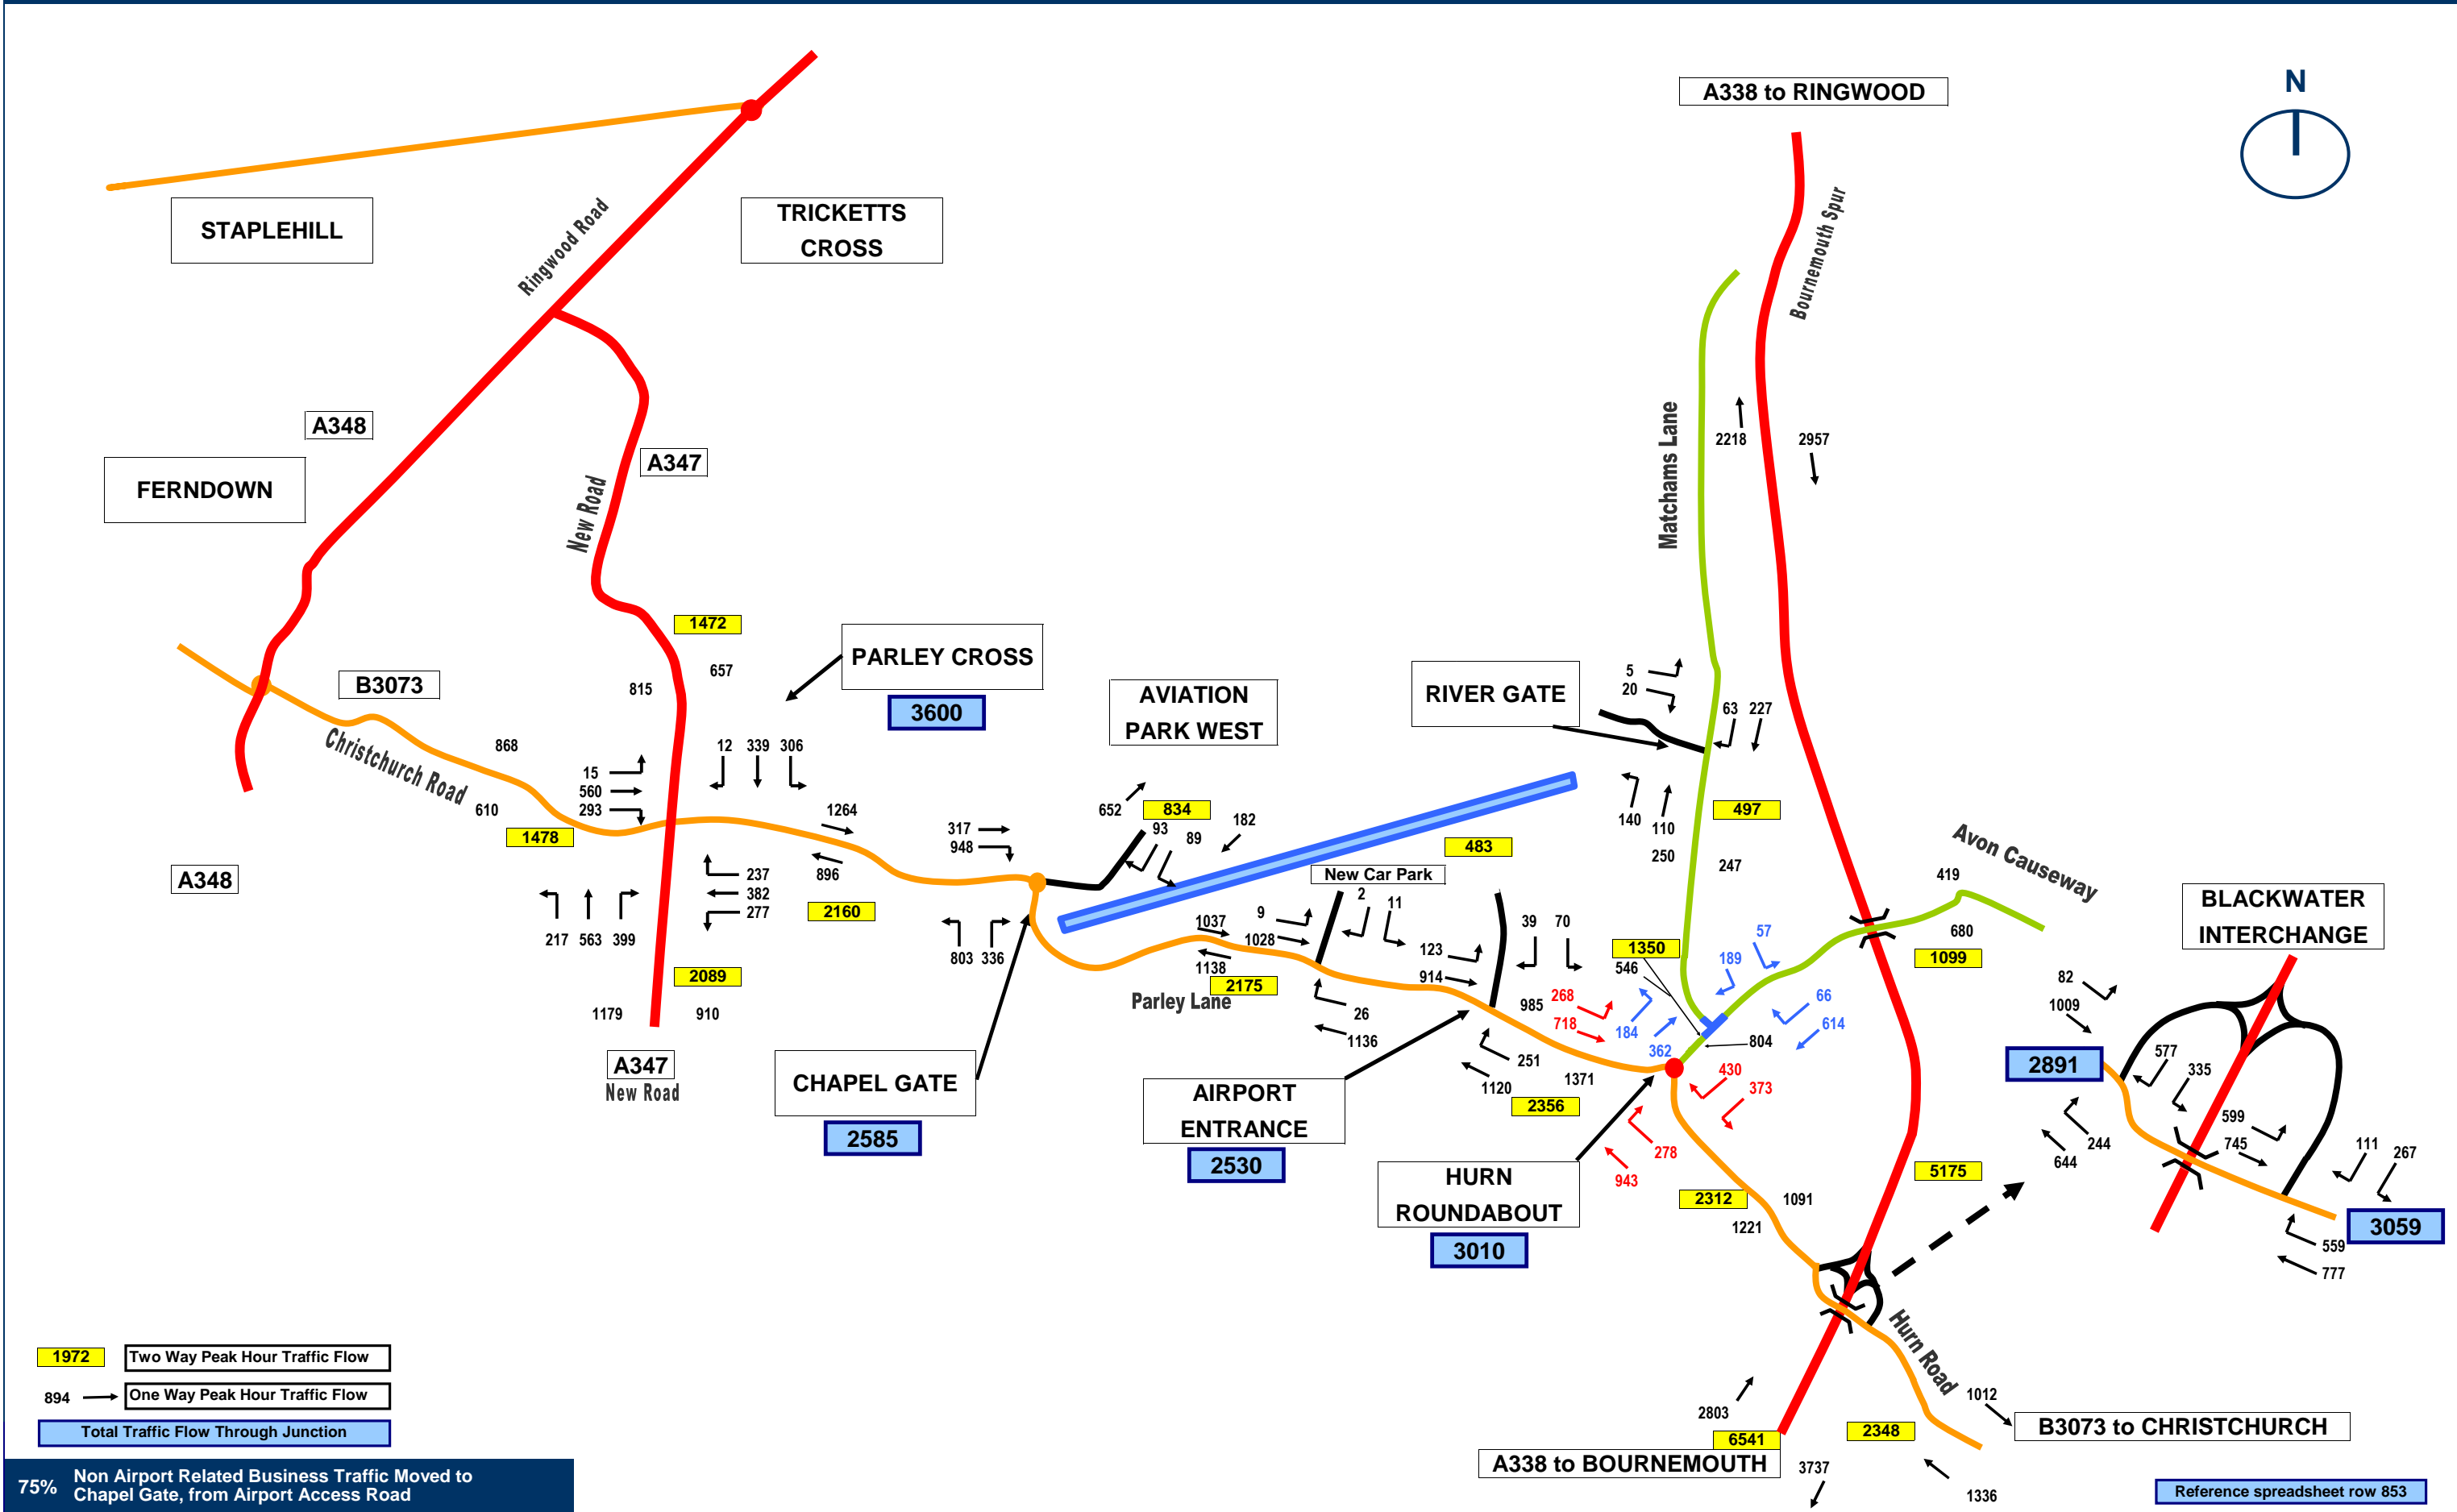 A338 to RINGWOOD
N
STAPLEHILL
TRICKETTS
CROSS
Ringwood Road
Bournemouth Spur
A348
FERNDOWN
A347
New Road
Matchams Lane
2218
2957
1472
657
815
PARLEY CROSS
3600
B3073
Christchurch Road
868
610
1478
15
560
293
12 339 306
1264
896
2160
237
382
277
217 563 399
2089
1179
910
A347
New Road
A348
AVIATION
PARK WEST
652
834
93
89
182
317
948
803 336
CHAPEL GATE
2585
483
New Car Park
2
11
9
1037
1028
1138
2175
Parley Lane
26
1136
123
914
39 70
985
251
1120
1371
2356
AIRPORT
ENTRANCE
2530
RIVER GATE
5
20
63 227
140
110
497
250
247
1350
546
57
189
268
718
184
362
66
614
804
430
373
278
943
HURN
ROUNDABOUT
3010
Avon Causeway
419
680
1099
BLACKWATER
INTERCHANGE
82
1009
2891
577
335
599
745
244
644
111
267
559
777
3059
5175
2312
1091
1221
Hurn Road
1012
B3073 to CHRISTCHURCH
2348
1336
2803
6541
A338 to BOURNEMOUTH
3737
1972 Two Way Peak Hour Traffic Flow
894 One Way Peak Hour Traffic Flow
Total Traffic Flow Through Junction
75% Non Airport Related Business Traffic Moved to
Chapel Gate, from Airport Access Road
Reference spreadsheet row 853